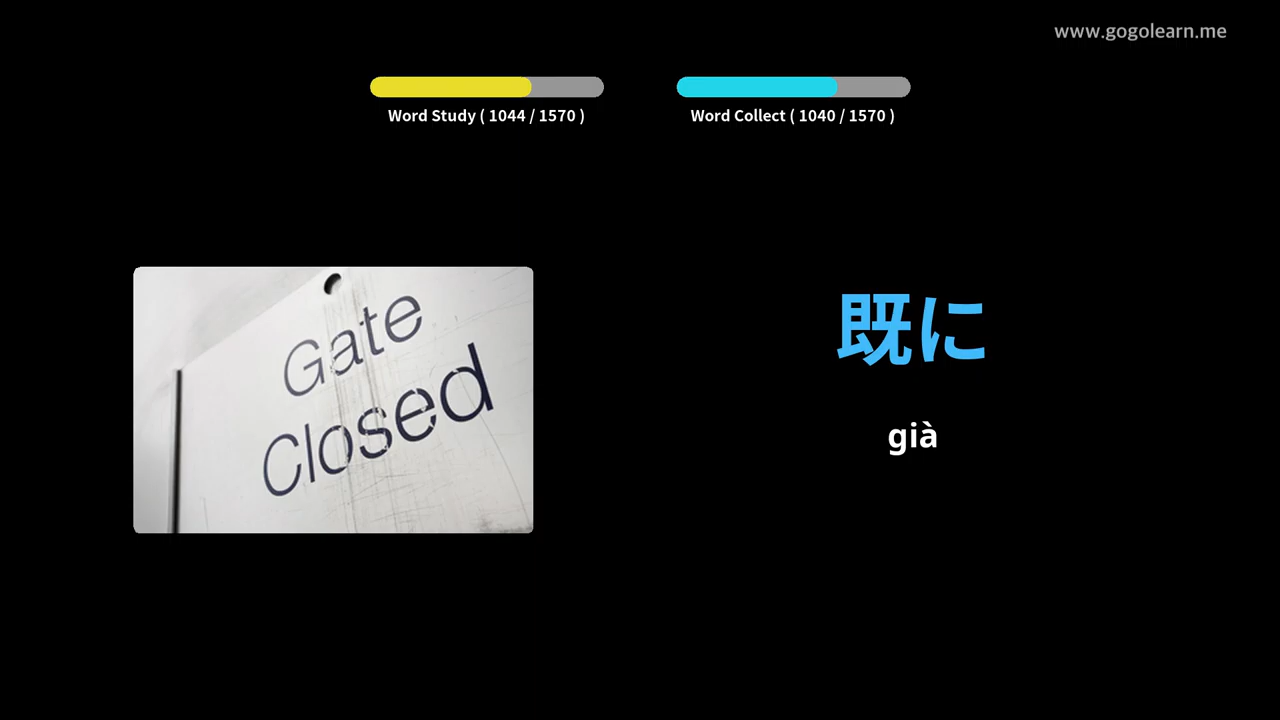 www.gogolearn.me
Word Study ( 1044 / 1570 )
Word Collect ( 1040 / 1570 )
Gate
Closed
既に
già